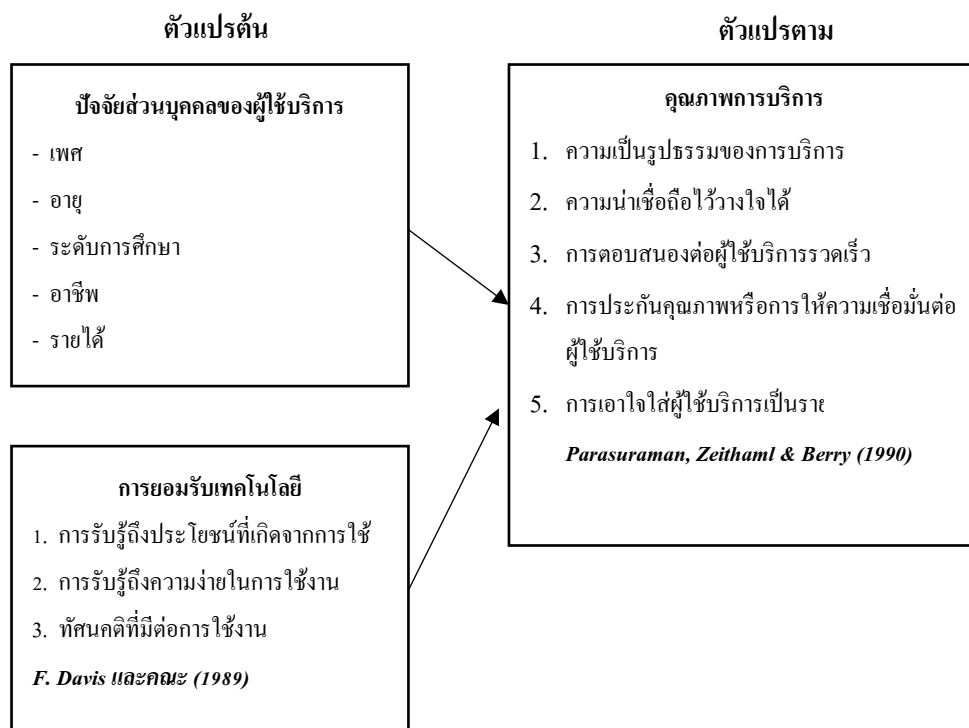 ตัวแปรต้น
ปัจจัยส่วนบุคคลของผู้ใช้บริการ
- เพศ
- อายุ
- ระดับการศึกษา
- อาชีพ
- รายได้
การยอมรับเทคโนโลยี
1. การรับรู้ถึงประโยชน์ที่เกิดจากการใช้
2. การรับรู้ถึงความง่ายในการใช้งาน
3. ทัศนคติที่มีต่อการใช้งาน
F. Davis และคณะ (1989)
ตัวแปรตาม
คุณภาพการบริการ
1. ความเป็นรูปธรรมของการบริการ
2. ความน่าเชื่อถือไว้วางใจได้
3. การตอบสนองต่อผู้ใช้บริการรวดเร็ว
4. การประกันคุณภาพหรือการให้ความเชื่อมั่นต่อ
ผู้ใช้บริการ
5. การเอาใจใส่ผู้ใช้บริการเป็นราย
Parasuraman, Zeithaml & Berry (1990)